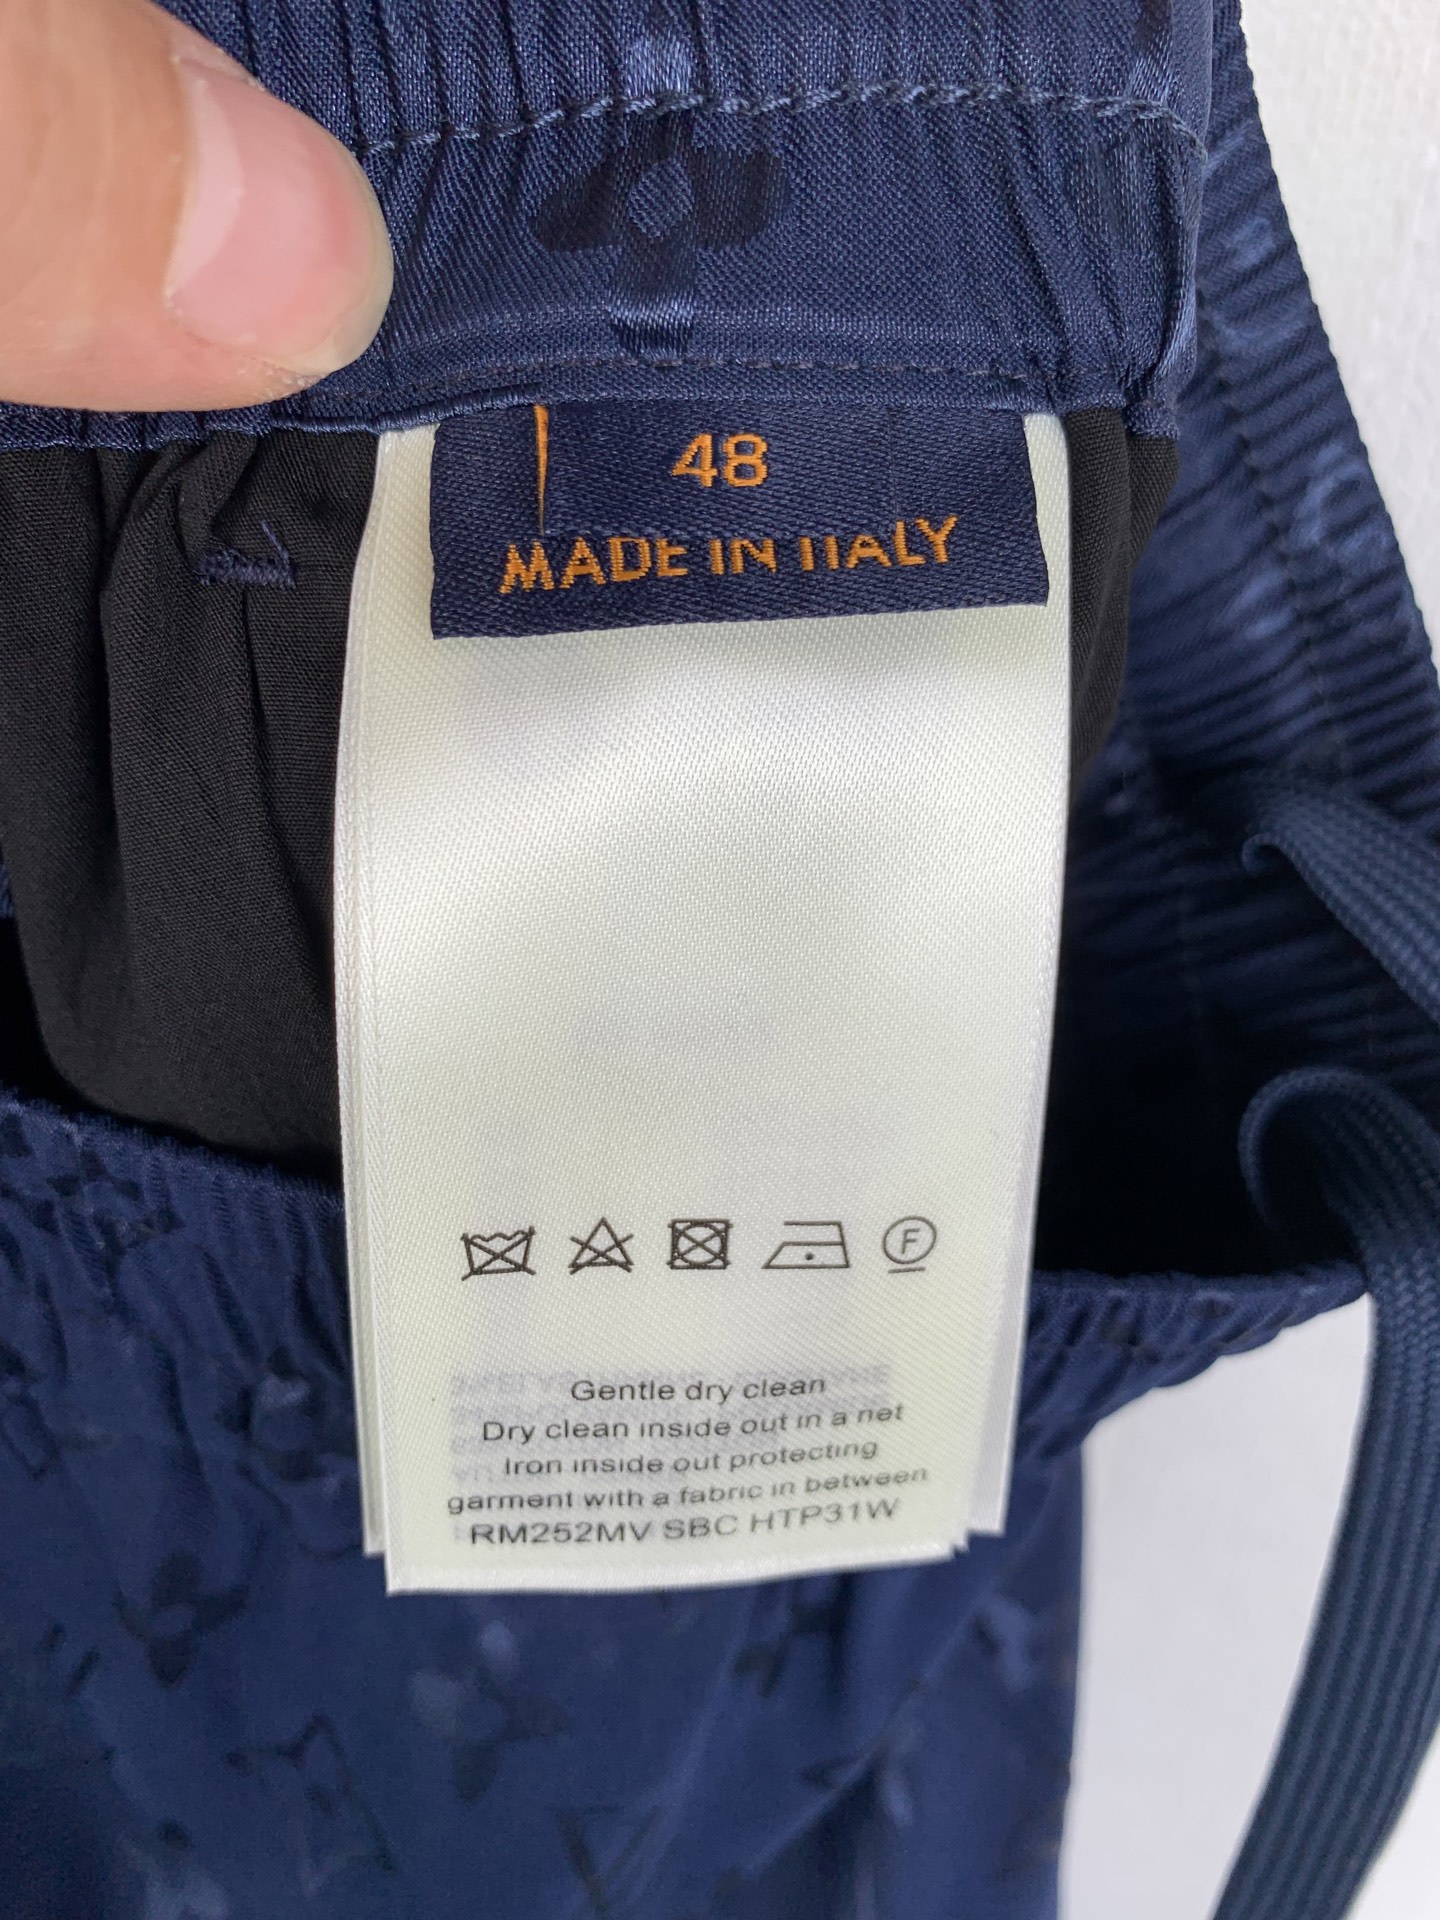 48
MADE IN ITALY
F
Gentle dry clean
Dry clean inside out in a net
Iron inside out protecting
garment with a fabric in between
RM252MV SBC HTP31W